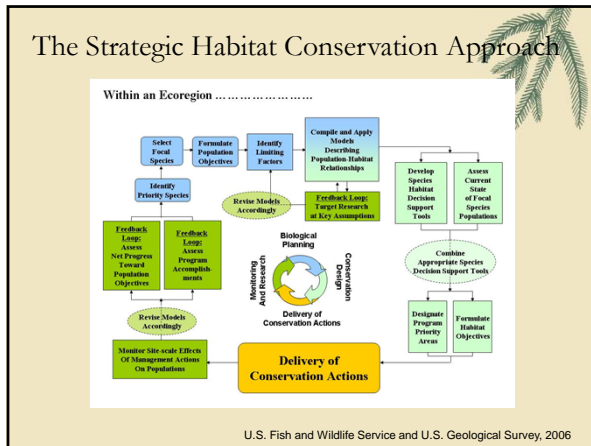 The Strategic Habitat Conservation Approach
Within an Ecoregion ……………………
Select
Focal
Species
Formulate
Population
Objectives
Identify
Limiting
Factors
Compile and Apply
Models
Describing
Population-Habitat
Relationships
Identify
Priority Species
Revise Models
Accordingly
Feedback Loop:
Target Research
at Key Assumptions
Develop
Species
Habitat
Decision
Support
Tools
Assess
Current
State
of Focal
Species
Populations
Feedback
Loop:
Assess
Net Progress
Toward
Population
Objectives
Feedback
Loop:
Assess
Program
Accomplish-
ments
Biological
Planning
Monitoring
And Research
Conservation
Design
Delivery of
Conservation Actions
Combine
Appropriate Species
Decision Support Tools
Revise Models
Accordingly
Designate
Program
Priority
Areas
Formulate
Habitat
Objectives
Monitor Site-scale Effects
Of Management Actions
On Populations
Delivery of
Conservation Actions
U.S. Fish and Wildlife Service and U.S. Geological Survey, 2006